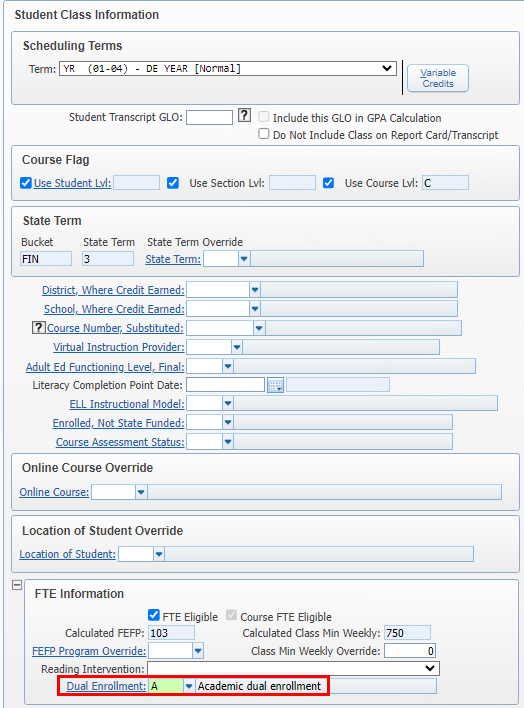 Student Class Information
Scheduling Terms
Term: YR (01-04) - DE YEAR [Normal]
Variable
Credits
Student Transcript GLO: ? Include this GLO in GPA Calculation
Do Not Include Class on Report Card/Transcript
Course Flag
Use Student Lvl: Use Section Lvl: Use Course Lvl: C
State Term
Bucket State Term State Term Override
FIN 3 State Term:
District, Where Credit Earned:
School, Where Credit Earned:
? Course Number, Substituted:
Virtual Instruction Provider:
Adult Ed Functioning Level, Final:
Literacy Completion Point Date:
ELL Instructional Model:
Enrolled, Not State Funded:
Course Assessment Status:
Online Course Override
Online Course:
Location of Student Override
Location of Student:
FTE Information
FTE Eligible Course FTE Eligible
Calculated FEFP: 103 Calculated Class Min Weekly: 750
FEFP Program Override: Class Min Weekly Override: 0
Reading Intervention:
Dual Enrollment: A Academic dual enrollment